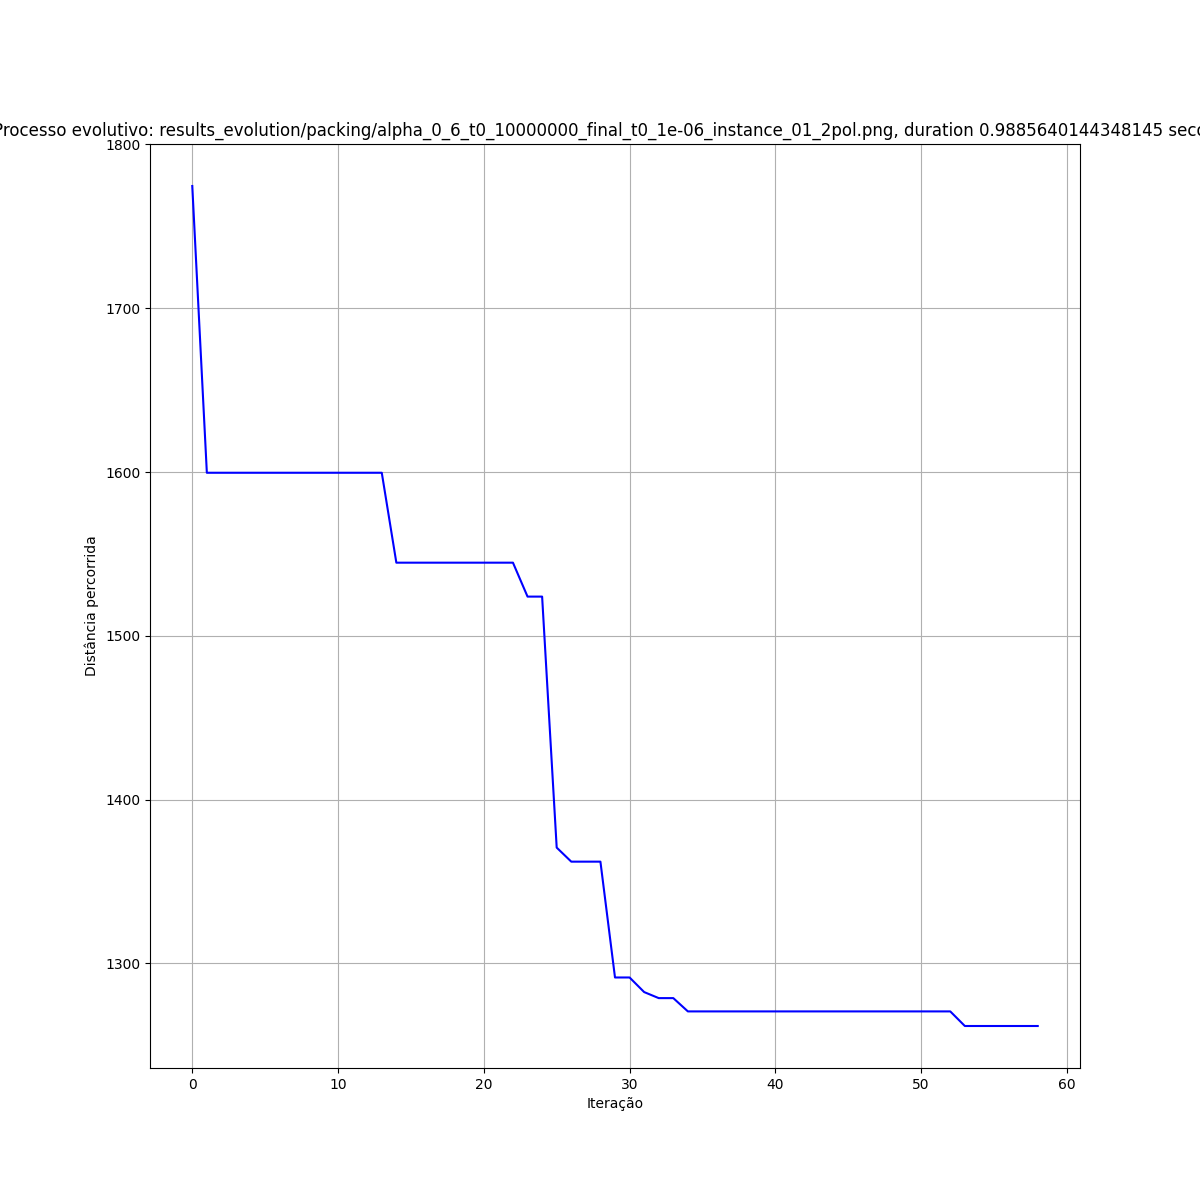 Processo evolutivo: results_evolution/packing/alpha_0_6_t0_10000000_final_t0_1e-06_instance_01_2pol.png, duration 0.9885640144348145
1800
1700
1600
1500
1400
1300
Distância percorrida
0 10 20 30 40 50 60
Iteração